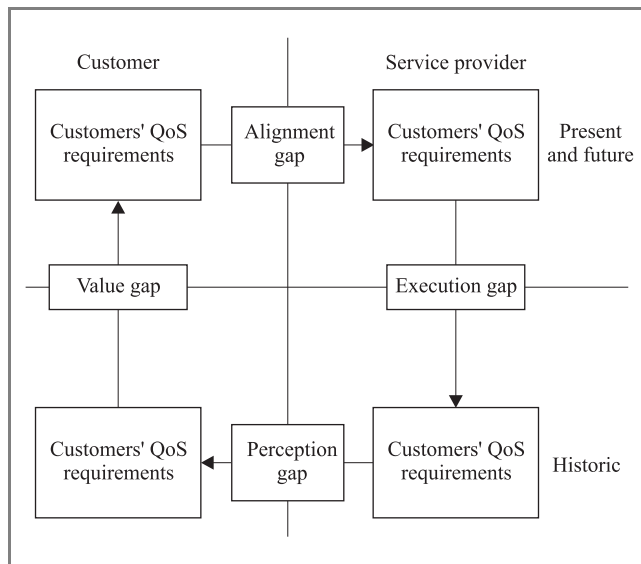 Customer
Service provider
Customers' QoS
requirements
Alignment
gap
Customers' QoS
requirements
Present
and future
Value gap
Execution gap
Customers' QoS
requirements
Perception
gap
Customers' QoS
requirements
Historic